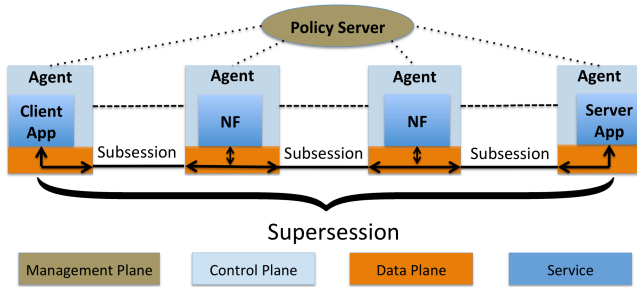 Policy Server
Agent Agent Agent Agent
Client
App
NF
NF
Server
App
Subsession Subsession Subsession
Supersession
Management Plane Control Plane Data Plane Service